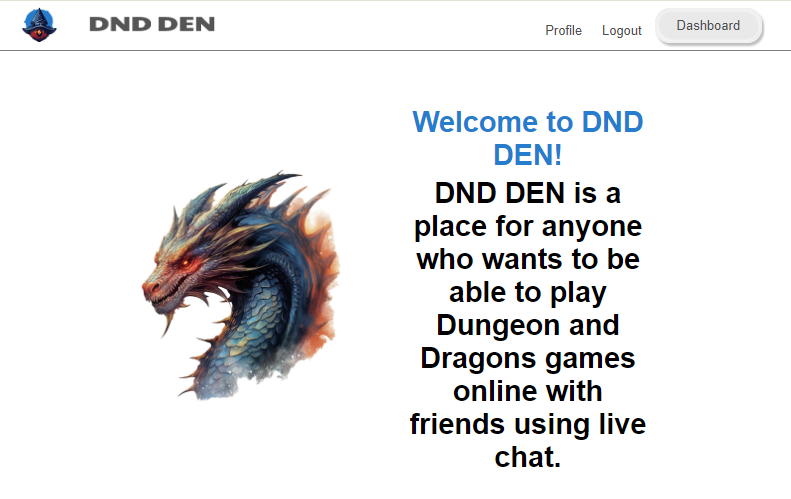 DND DEN
Profile Logout Dashboard
Welcome to DND
DEN!
DND DEN is a
place for anyone
who wants to be
able to play
Dungeon and
Dragons games
online with
friends using live
chat.